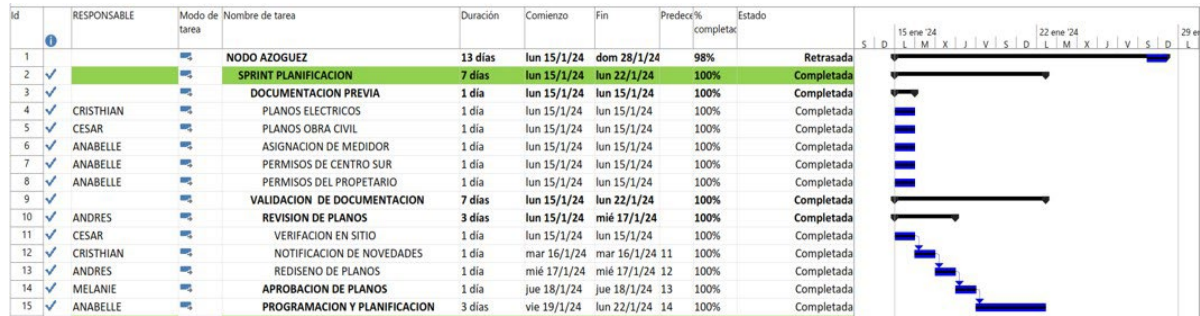 Id RESPONSABLE Modo de tarea Nombre de tarea Duración Comienzo Fin Predece % completad Estado
15 ene '24 22 ene '24 29 en
S D L M X J V S D L M X J V S D L
1 NODO AZOGUEZ 13 días lun 15/1/24 dom 28/1/24 98% Retrasada
2 SPRINT PLANIFICACION 7 días lun 15/1/24 lun 22/1/24 100% Completada
3 DOCUMENTACION PREVIA 1 día lun 15/1/24 lun 15/1/24 100% Completada
4 CRISTHIAN PLANOS ELECTRICOS 1 día lun 15/1/24 lun 15/1/24 100% Completada
5 CESAR PLANOS OBRA CIVIL 1 día lun 15/1/24 lun 15/1/24 100% Completada
6 ANABELLE ASIGNACION DE MEDIDOR 1 día lun 15/1/24 lun 15/1/24 100% Completada
7 ANABELLE PERMISOS DE CENTRO SUR 1 día lun 15/1/24 lun 15/1/24 100% Completada
8 ANABELLE PERMISOS DEL PROPETARIO 1 día lun 15/1/24 lun 15/1/24 100% Completada
9 VALIDACION DE DOCUMENTACION 7 días lun 15/1/24 lun 22/1/24 100% Completada
10 ANDRES REVISION DE PLANOS 3 días lun 15/1/24 mié 17/1/24 100% Completada
11 CESAR VERIFACION EN SITIO 1 día lun 15/1/24 lun 15/1/24 100% Completada
12 CRISTHIAN NOTIFICACION DE NOVEDADES 1 día mar 16/1/24 mar 16/1/24 11 100% Completada
13 ANDRES REDISENO DE PLANOS 1 día mié 17/1/24 mié 17/1/24 12 100% Completada
14 MELANIE APROBACION DE PLANOS 1 día jue 18/1/24 jue 18/1/24 13 100% Completada
15 ANABELLE PROGRAMACION Y PLANIFICACION 3 días vie 19/1/24 lun 22/1/24 14 100% Completada